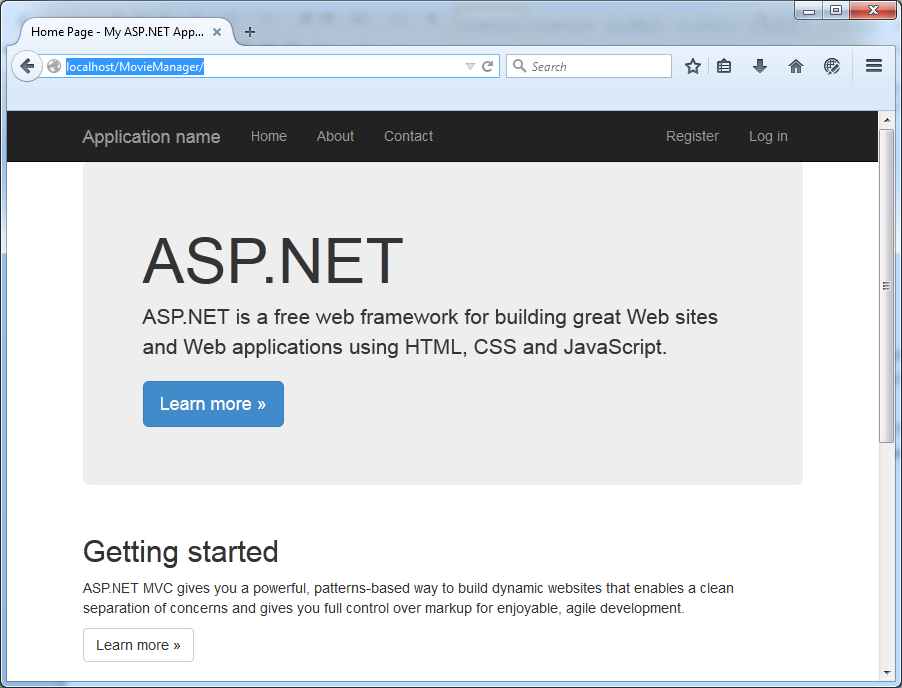 Home Page - My ASP.NET App...
localhost/MovieManager/
Search
Application name Home About Contact Register Log in
ASP.NET
ASP.NET is a free web framework for building great Web sites
and Web applications using HTML, CSS and JavaScript.
Learn more »
Getting started
ASP.NET MVC gives you a powerful, patterns-based way to build dynamic websites that enables a clean
separation of concerns and gives you full control over markup for enjoyable, agile development.
Learn more »